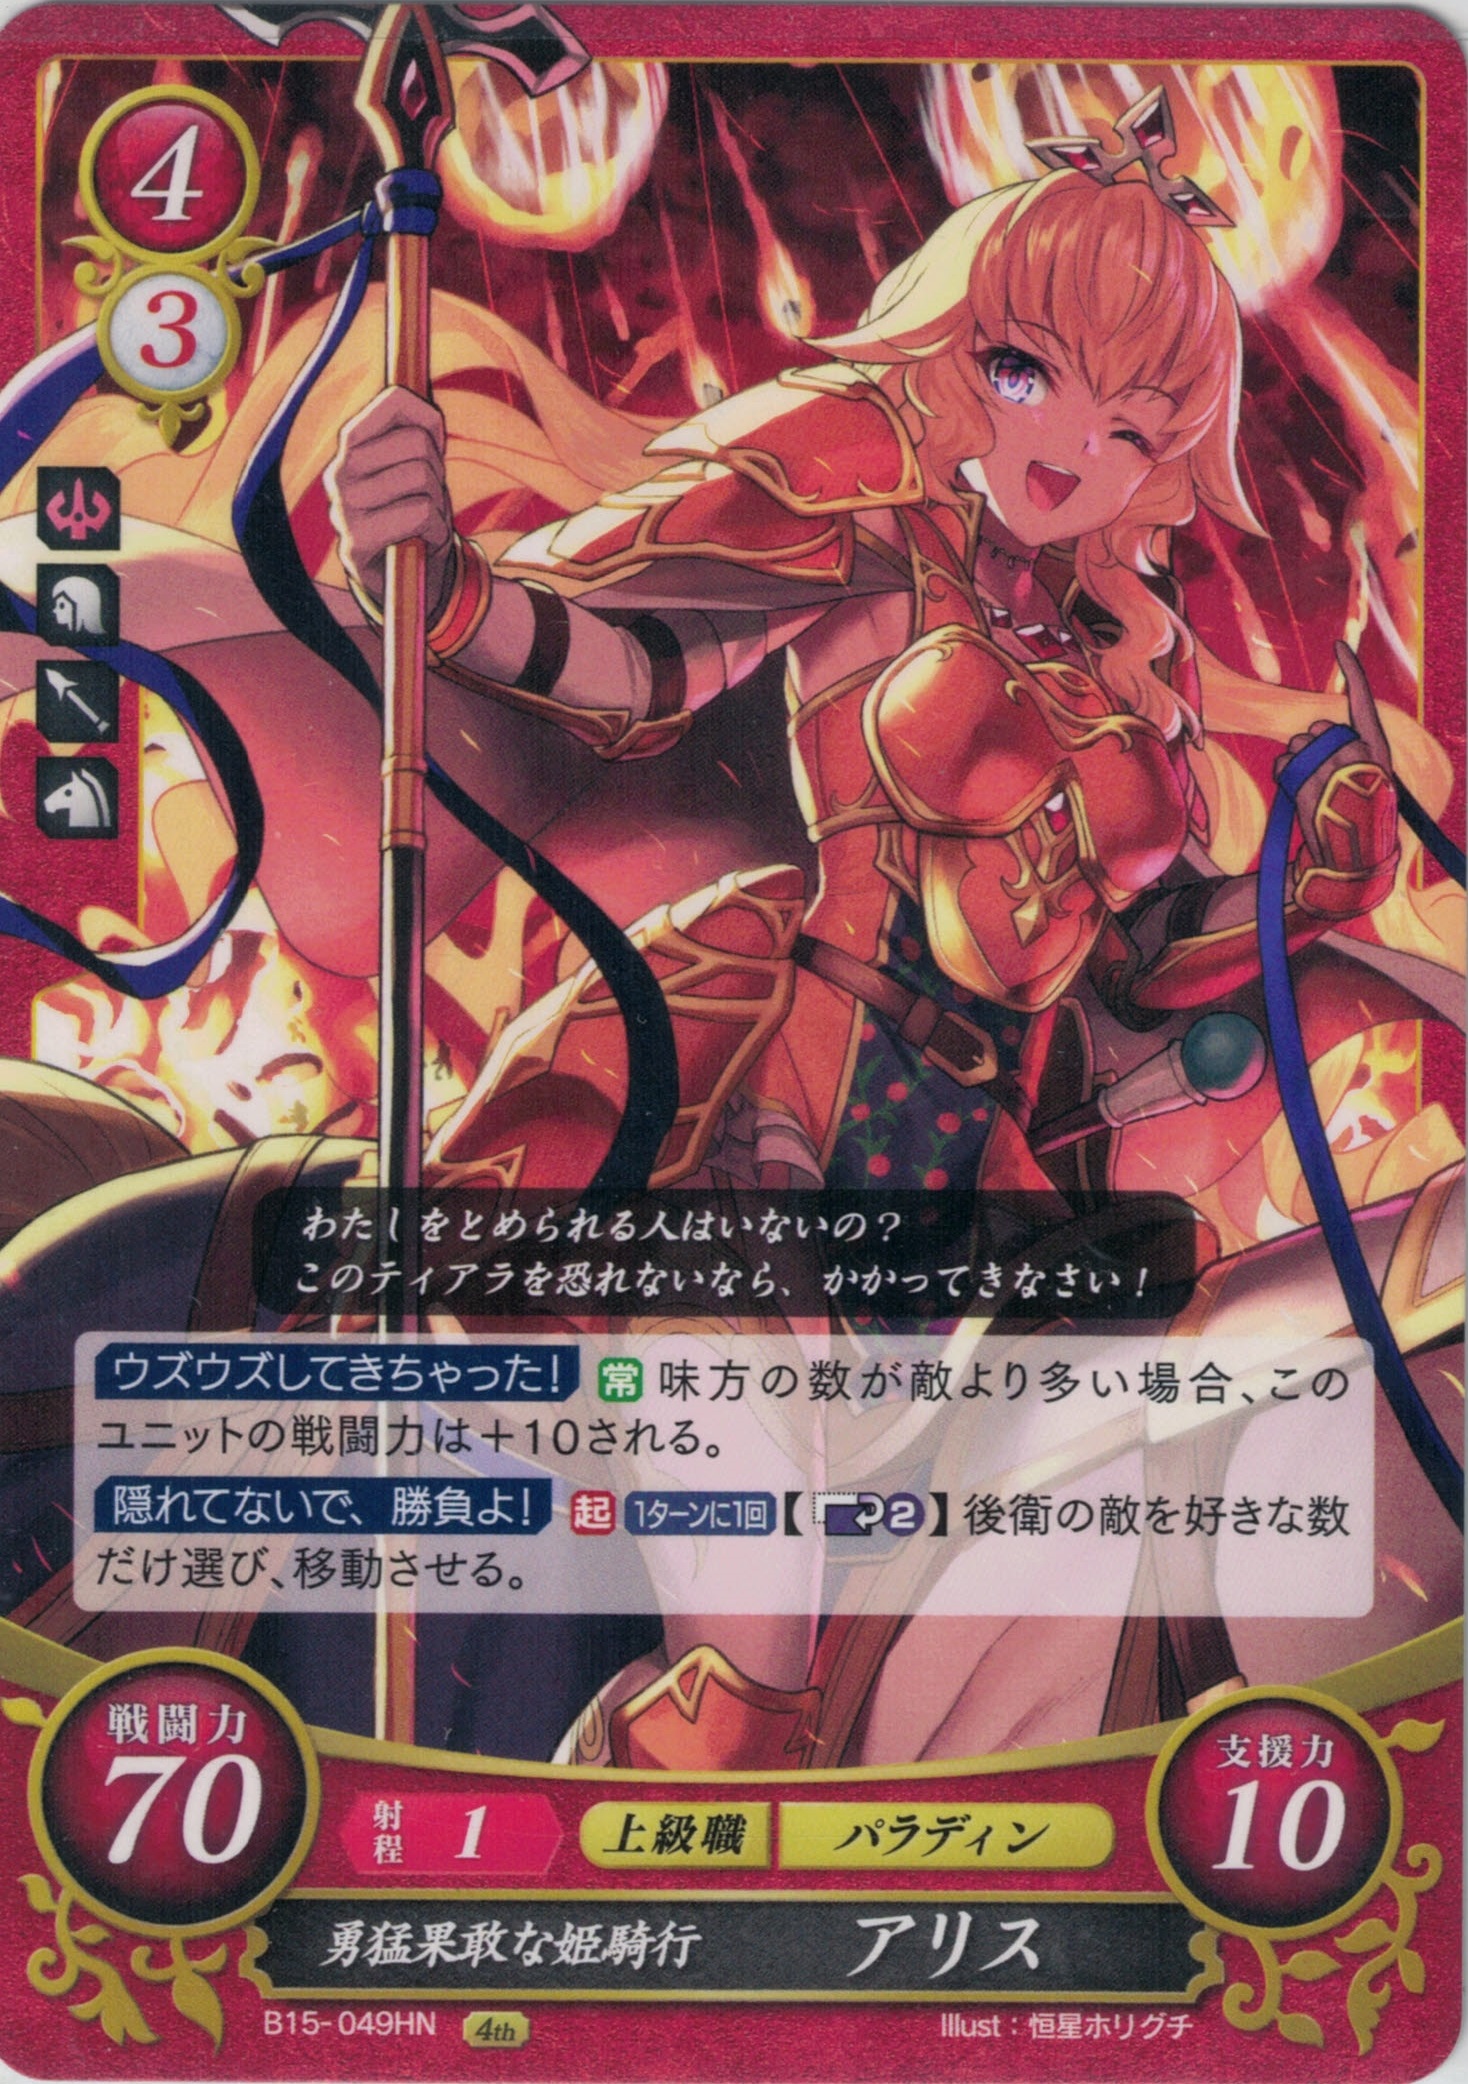 4
3
わたしをとめられる人はいないの？
このティアラを恐れないなら、かかってきなさい！
ウズウズしてきちゃった！ 常 味方の数が敵より多い場合、この
ユニットの戦闘力は＋10される。
隠れてないで、勝負よ！ 起 1ターンに1回【2】後衛の敵を好きな数
だけ選び、移動させる。
戦闘力
70
射程 1
上級職 パラディン
支援力
10
勇猛果敢な姫騎行 アリス
B15-049HN 4th
Illust：恒星ホリグチ